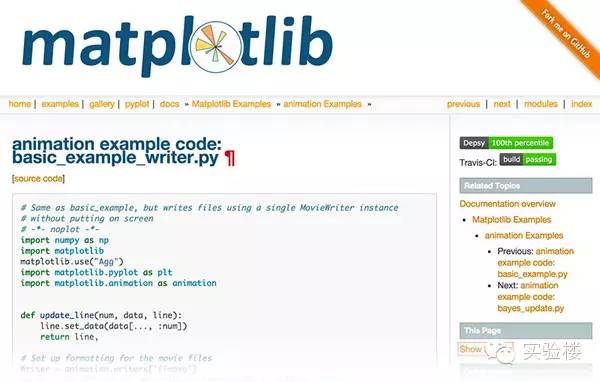 matplotlib
Fork me on GitHub
home | examples | gallery | pyplot | docs » Matplotlib Examples » animation Examples »
previous | next | modules | index
animation example code:
basic_example_writer.py ¶
[source code]
# Same as basic_example, but writes files using a single MovieWriter instance
# without putting on screen
# -*- noplot -*-
import numpy as np
import matplotlib
matplotlib.use("Agg")
import matplotlib.pyplot as plt
import matplotlib.animation as animation
def update_line(num, data, line):
line.set_data(data[..., :num])
return line,
# Set up formatting for the movie files
Writer = animation.writers['ffmpeg']
Depsy 100th percentile
Travis-CI: build passing
Related Topics
Documentation overview
Matplotlib Examples
animation Examples
Previous: animation
example code:
basic_example.py
Next: animation
example code:
bayes_update.py
This Page
Show
实验楼